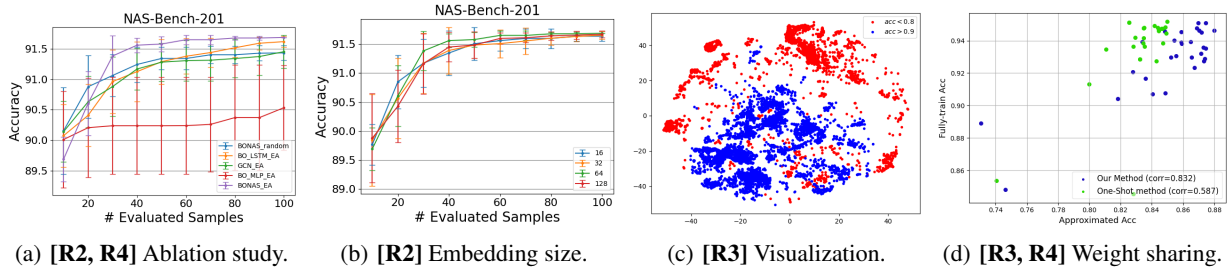 NAS-Bench-201
Accuracy
91.5
91.0
90.5
90.0
89.5
20
40
60
80
100
# Evaluated Samples
BONAS_random
BO_LSTM_EA
GCN_EA
BO_MLP_EA
BONAS_EA
NAS-Bench-201
Accuracy
91.5
91.0
90.5
90.0
89.5
89.0
20
40
60
80
100
# Evaluated Samples
16
32
64
128
acc < 0.8
acc > 0.9
40
20
0
−20
−40
−40
−20
0
20
40
Fully-train Acc
0.94
0.92
0.90
0.88
0.86
0.74
0.76
0.78
0.80
0.82
0.84
0.86
0.88
Approximated Acc
Our Method (corr=0.832)
One-Shot method (corr=0.587)
(a) [R2, R4] Ablation study.
(b) [R2] Embedding size.
(c) [R3] Visualization.
(d) [R3, R4] Weight sharing.